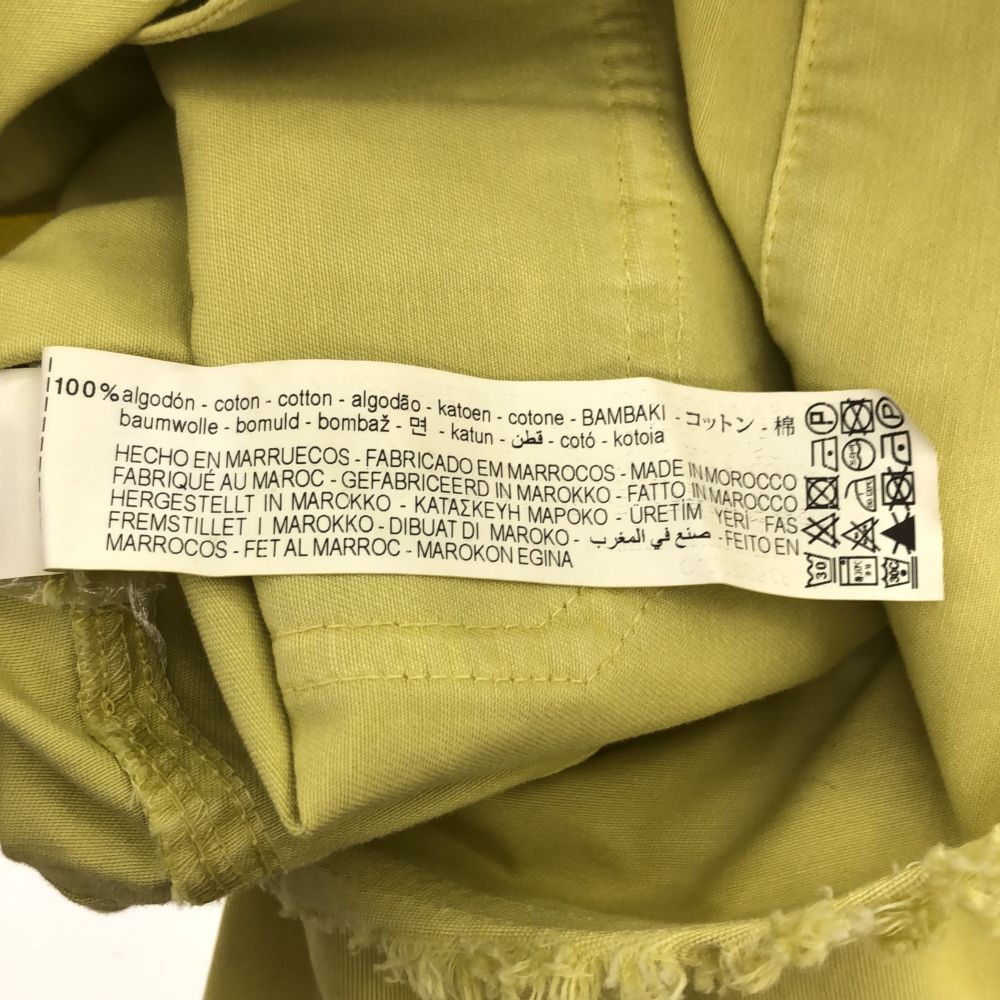 100% algodón - coton - cotton - algodão - katoen - cotone - BAMBAKI - コットン - 棉
baumwolle - bomuld - bombaž - 면 - katun - قطن - cotó - kotoia
HECHO EN MARRUECOS - FABRICADO EM MARROCOS - MADE IN MOROCCO
FABRIQUÉ AU MAROC - GEFABRICEERD IN MAROKKO - FATTO IN MAROCCO
HERGESTELLT IN MAROKKO - ΚΑΤΑΣΚΕΥΗ ΜΑΡΟΚΟ - ÜRETİM YERİ FAS
FREMSTILLET I MAROKKO - DIBUAT DI MAROKO - صنع في المغرب - FEITO EN
MARROCOS - FET AL MARROC - MAROKON EGINA
P P
30 30C